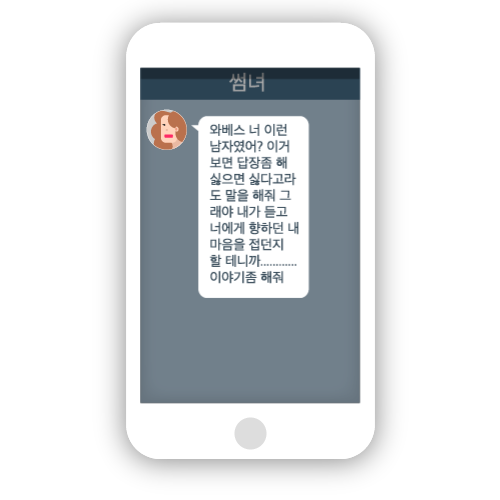 썸녀
와베스 너 이런
남자였어? 이거
보면 답장좀 해
싫으면 싫다고라
도 말을 해줘 그
래야 내가 듣고
너에게 향하던 내
마음을 접던지
할 테니까............
이야기좀 해줘